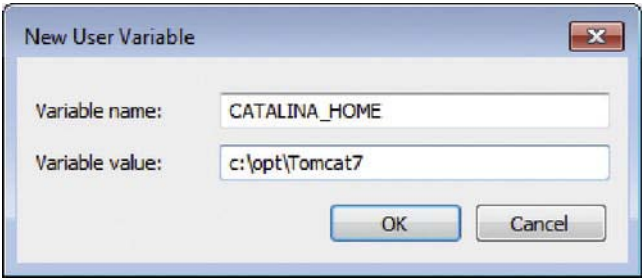 New User Variable
Variable name: CATALINA_HOME
Variable value: c:\opt\Tomcat7
OK Cancel